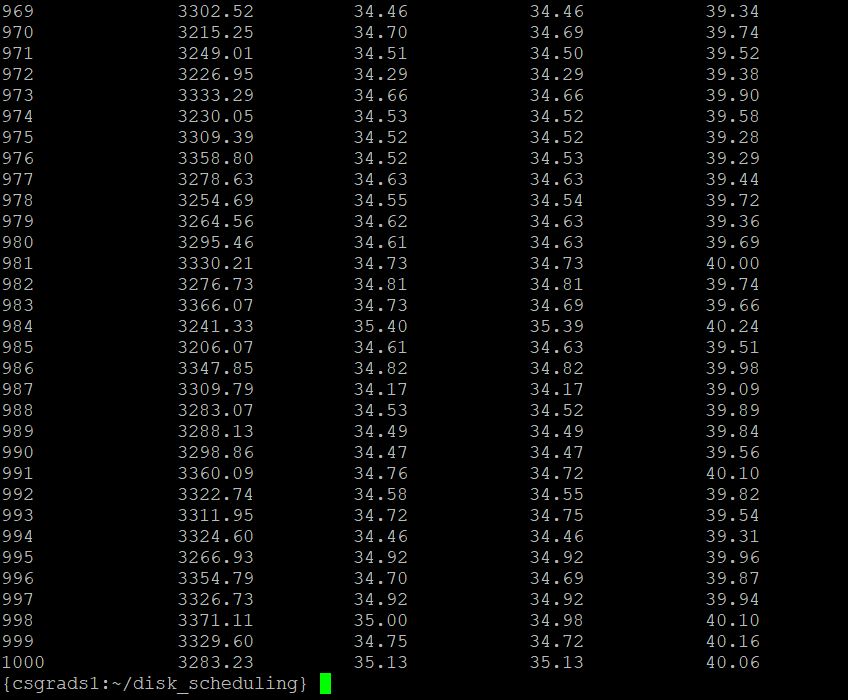 969 3302.52 34.46 34.46 39.34
970 3215.25 34.70 34.69 39.74
971 3249.01 34.51 34.50 39.52
972 3226.95 34.29 34.29 39.38
973 3333.29 34.66 34.66 39.90
974 3230.05 34.53 34.52 39.58
975 3309.39 34.52 34.52 39.28
976 3358.80 34.52 34.53 39.29
977 3278.63 34.63 34.63 39.44
978 3254.69 34.55 34.54 39.72
979 3264.56 34.62 34.63 39.36
980 3295.46 34.61 34.63 39.69
981 3330.21 34.73 34.73 40.00
982 3276.73 34.81 34.81 39.74
983 3366.07 34.73 34.69 39.66
984 3241.33 35.40 35.39 40.24
985 3206.07 34.61 34.63 39.51
986 3347.85 34.82 34.82 39.98
987 3309.79 34.17 34.17 39.09
988 3283.07 34.53 34.52 39.89
989 3288.13 34.49 34.49 39.84
990 3298.86 34.47 34.47 39.56
991 3360.09 34.76 34.72 40.10
992 3322.74 34.58 34.55 39.82
993 3311.95 34.72 34.75 39.54
994 3324.60 34.46 34.46 39.31
995 3266.93 34.92 34.92 39.96
996 3354.79 34.70 34.69 39.87
997 3326.73 34.92 34.92 39.94
998 3371.11 35.00 34.98 40.10
999 3329.60 34.75 34.72 40.16
1000 3283.23 35.13 35.13 40.06
{csgrads1:~/disk_scheduling}